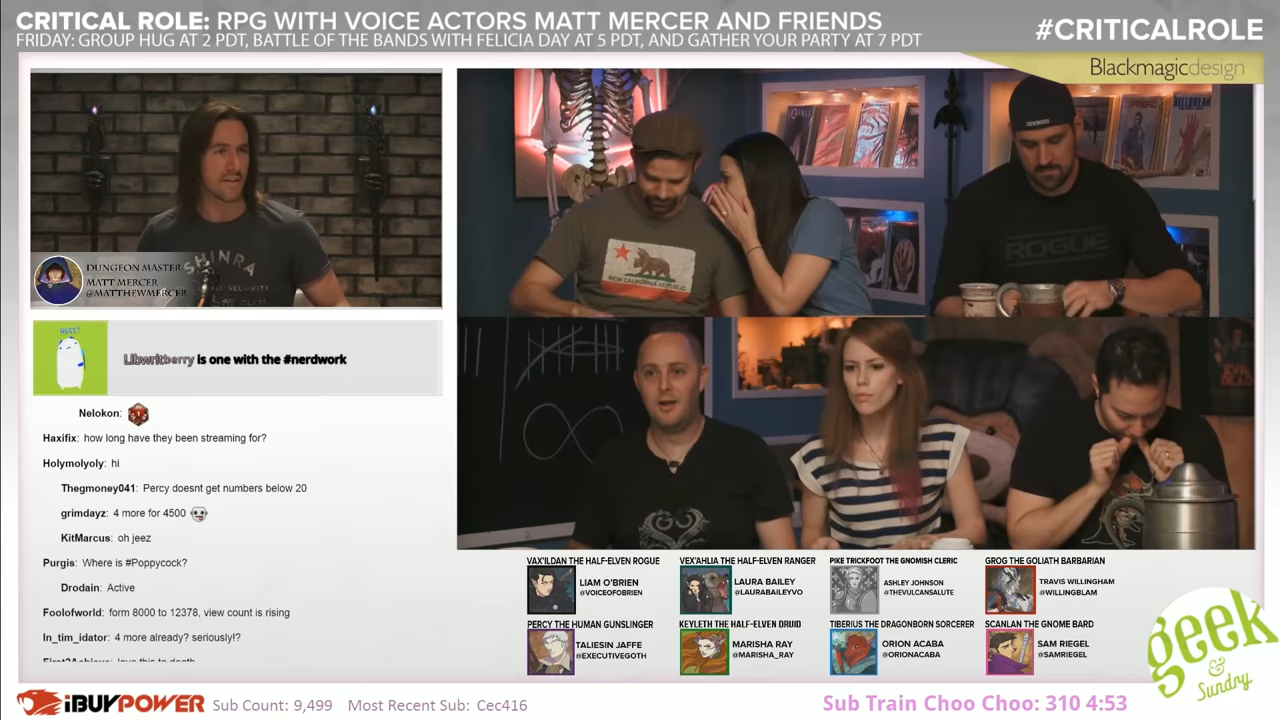 CRITICAL ROLE: RPG WITH VOICE ACTORS MATT MERCER AND FRIENDS
FRIDAY: GROUP HUG AT 2 PDT, BATTLE OF THE BANDS WITH FELICIA DAY AT 5 PDT, AND GATHER YOUR PARTY AT 7 PDT
#CRITICALROLE
Blackmagicdesign
SHINRA
DUNGEON MASTER
MATT MERCER
@MATTHEWMERCER
NEW CALIFORNIA REPUBLIC
COWBOYS
ROGUE
HELLBREAK
HUGS?
is one with the #nerdwork
Nelokon:
Haxifix: how long have they been streaming for?
Holymolyoly: hi
Thegmoney041: Percy doesnt get numbers below 20
grimdayz: 4 more for 4500
KitMarcus: oh jeez
Purgis: Where is #Poppycock?
Drodain: Active
Foolofworld: form 8000 to 12378, view count is rising
In_tim_idator: 4 more already? seriously!?
VAX'ILDAN THE HALF-ELVEN ROGUE
LIAM O'BRIEN
@VOICEOFOBRIEN
VEX'AHLIA THE HALF-ELVEN RANGER
LAURA BAILEY
@LAURABAILEYVO
PIKE TRICKFOOT THE GNOMISH CLERIC
ASHLEY JOHNSON
@THEVULCANSALUTE
GROG THE GOLIATH BARBARIAN
TRAVIS WILLINGHAM
@WILLINGBLAM
PERCY THE HUMAN GUNSLINGER
TALIESIN JAFFE
@EXECUTIVEGOTH
KEYLETH THE HALF-ELVEN DRUID
MARISHA RAY
@MARISHA_RAY
TIBERIUS THE DRAGONBORN SORCERER
ORION ACABA
@ORIONACABA
SCANLAN THE GNOME BARD
SAM RIEGEL
@SAMRIEGEL
geek
&
Sundry
iBUYPOWER
Sub Count: 9,499 Most Recent Sub: Cec416
Sub Train Choo Choo: 310 4:53